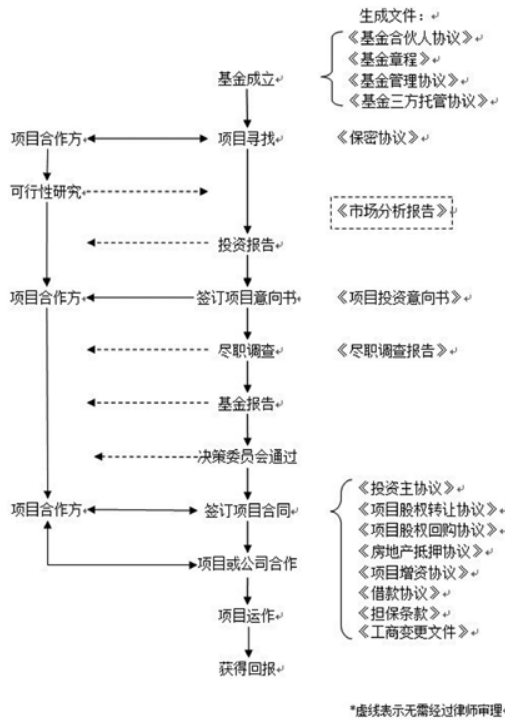 生成文件：
《基金合伙人协议》
《基金章程》
基金成立
《基金管理协议》
《基金三方托管协议》
项目合作方
项目寻找
《保密协议》
可行性研究
《市场分析报告》
投资报告
项目合作方
签订项目意向书
《项目投资意向书》
尽职调查
《尽职调查报告》
基金报告
决策委员会通过
《投资主协议》
项目合作方
签订项目合同
《项目股权转让协议》
《项目股权回购协议》
《房地产抵押协议》
项目或公司合作
《项目增资协议》
《借款协议》
项目运作
《担保条款》
《工商变更文件》
获得回报
*虚线表示无需经过律师审理